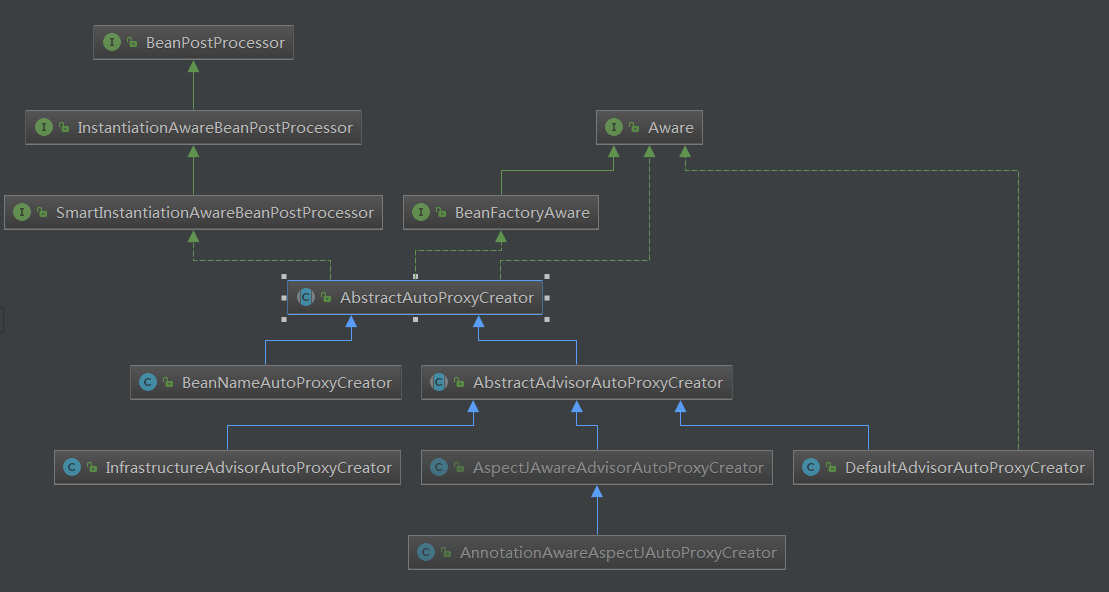 BeanPostProcessor
InstantiationAwareBeanPostProcessor
Aware
SmartInstantiationAwareBeanPostProcessor
BeanFactoryAware
AbstractAutoProxyCreator
BeanNameAutoProxyCreator
AbstractAdvisorAutoProxyCreator
InfrastructureAdvisorAutoProxyCreator
AspectJAwareAdvisorAutoProxyCreator
DefaultAdvisorAutoProxyCreator
AnnotationAwareAspectJAutoProxyCreator